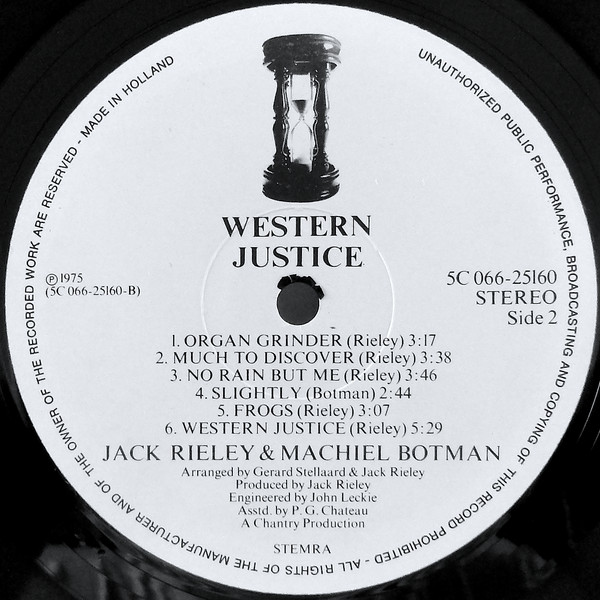 WESTERN
JUSTICE
℗1975
(5C 066-25160-B)
5C 066-25160
STEREO
Side 2
1. ORGAN GRINDER (Rieley) 3:17
2. MUCH TO DISCOVER (Rieley) 3:38
3. NO RAIN BUT ME (Rieley) 3:46
4. SLIGHTLY (Botman) 2:44
5. FROGS (Rieley) 3:07
6. WESTERN JUSTICE (Rieley) 5:29
JACK RIELEY & MACHIEL BOTMAN
Arranged by Gerard Stellaard & Jack Rieley
Produced by Jack Rieley
Engineered by John Leckie
Asstd. by P. G. Chateau
A Chantry Production
STEMRA
UNAUTHORIZED PUBLIC PERFORMANCE, BROADCASTING AND COPYING OF THIS RECORD PROHIBITED - ALL RIGHTS OF THE MANUFACTURER AND OF THE OWNER OF THE RECORDED WORK ARE RESERVED - MADE IN HOLLAND